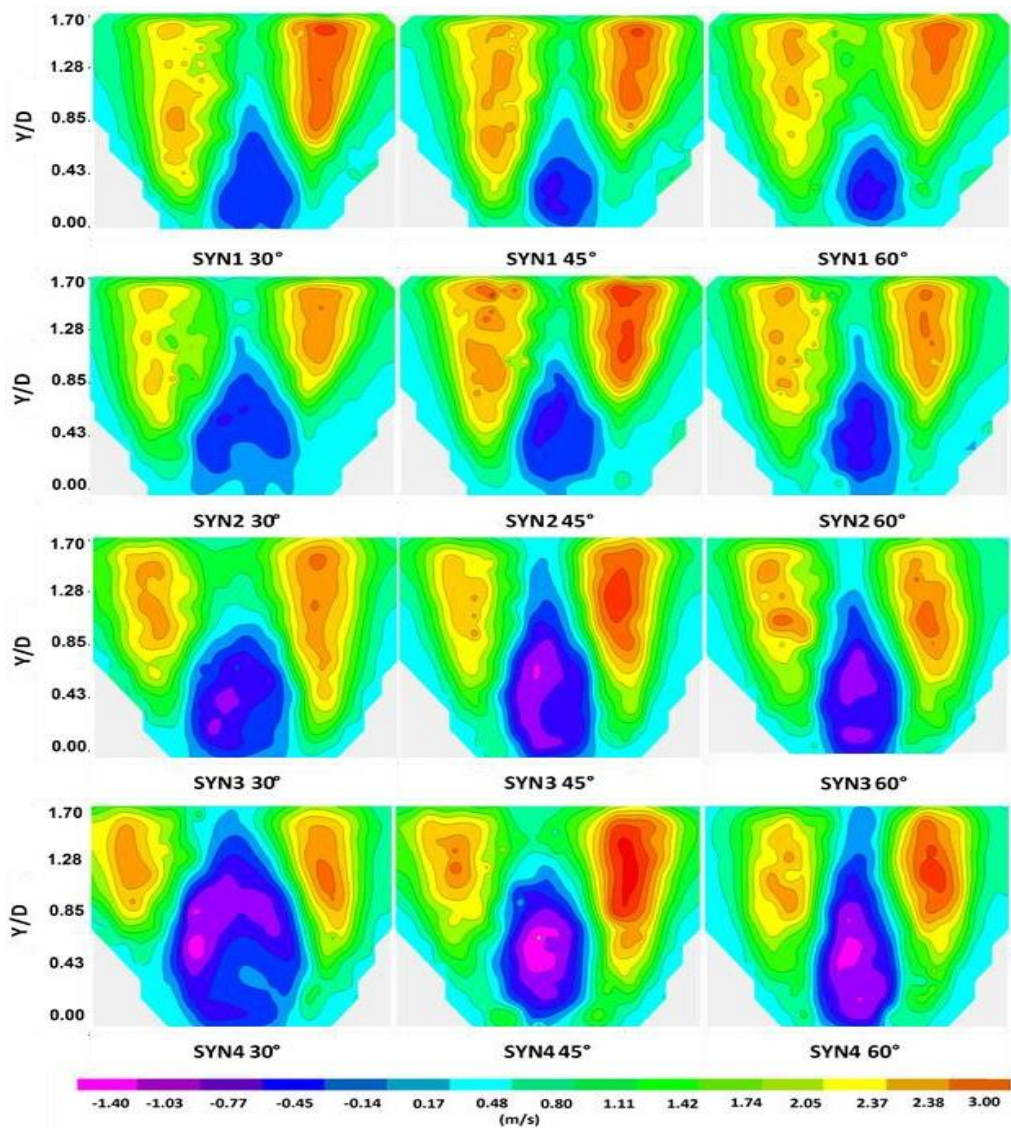 1.70
1.28
0.85
0.43
0.00
Y/D
SYN1 30° SYN1 45° SYN1 60°
1.70
1.28
0.85
0.43
0.00
Y/D
SYN2 30° SYN2 45° SYN2 60°
1.70
1.28
0.85
0.43
0.00
Y/D
SYN3 30° SYN3 45° SYN3 60°
1.70
1.28
0.85
0.43
0.00
Y/D
SYN4 30° SYN4 45° SYN4 60°
-1.40 -1.03 -0.77 -0.45 -0.14 0.17 0.48 0.80 1.11 1.42 1.74 2.05 2.37 2.38 3.00
(m/s)